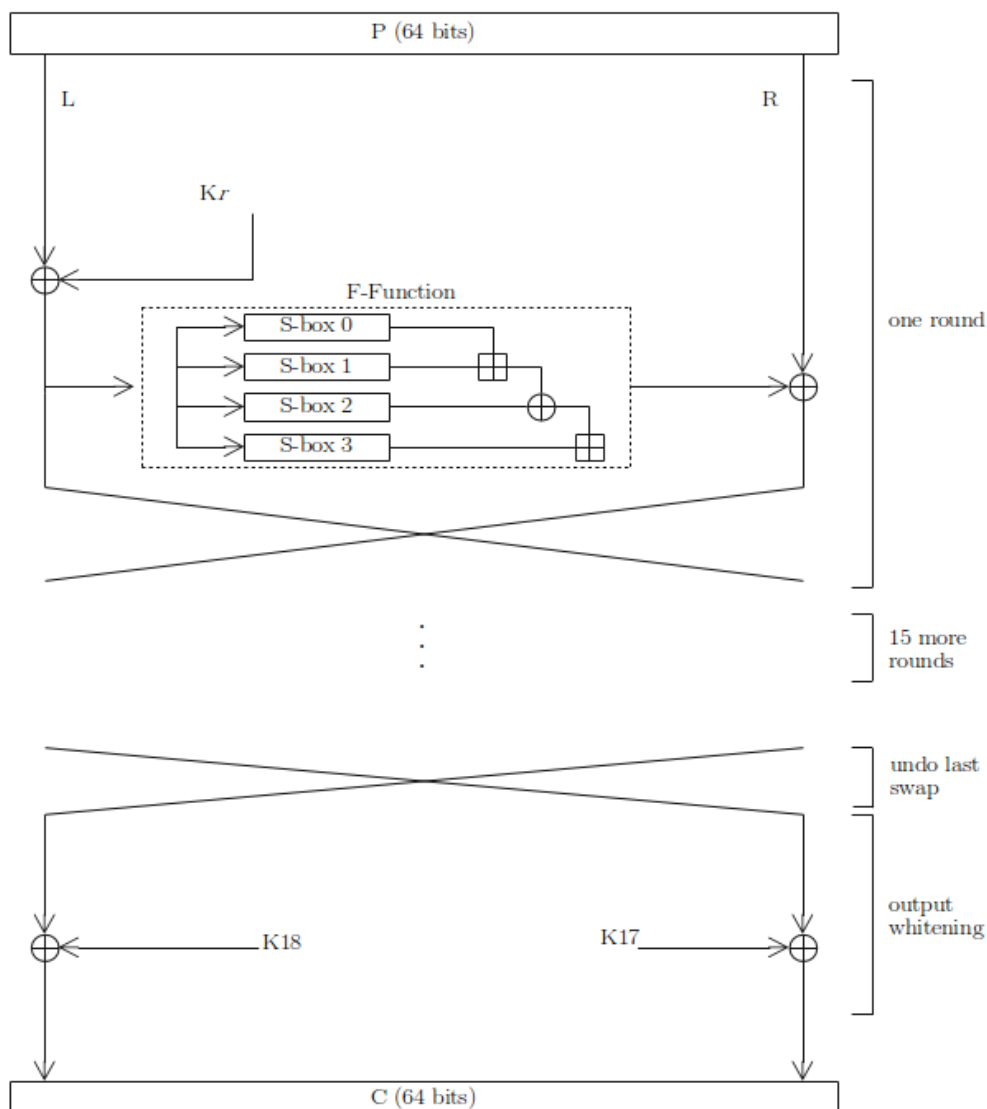 P (64 bits)
L
R
Kr
F-Function
S-box 0
S-box 1
S-box 2
S-box 3
one round
15 more
rounds
undo last
swap
output
whitening
K18
K17
C (64 bits)